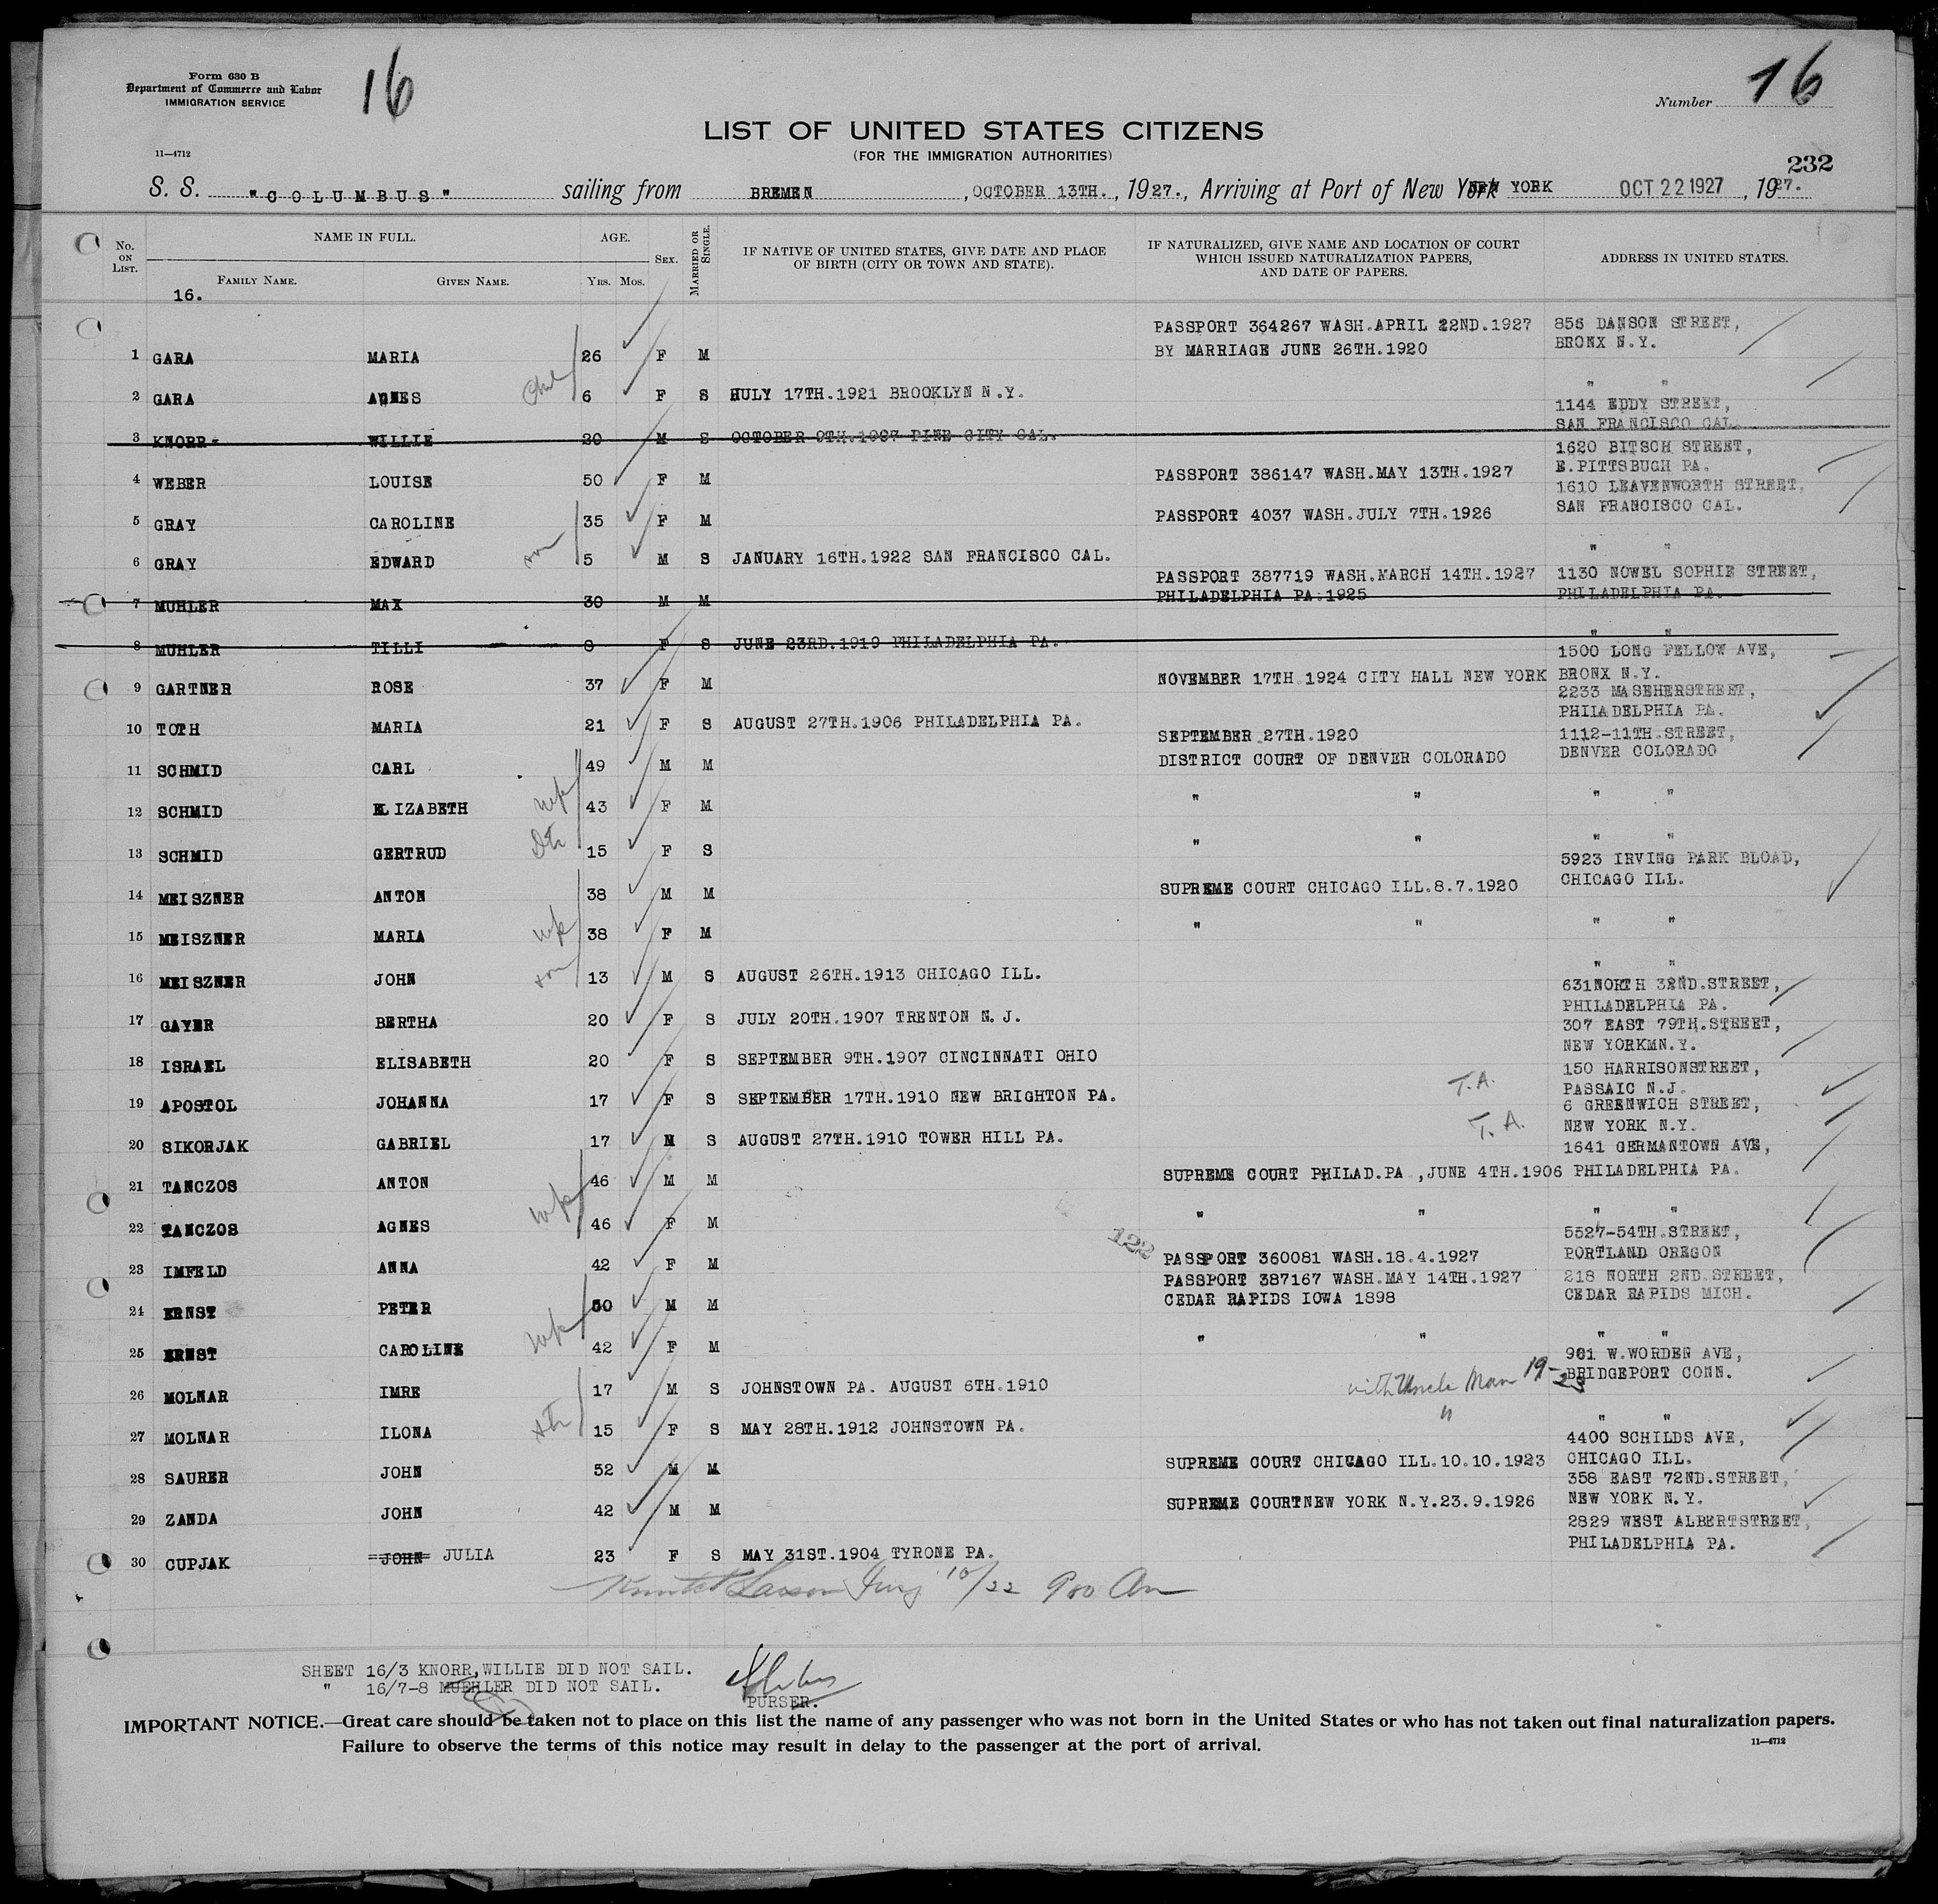 Form 630 B
Department of Commerce and Labor
IMMIGRATION SERVICE
16
Number 16
LIST OF UNITED STATES CITIZENS
(FOR THE IMMIGRATION AUTHORITIES)
11—4712
232
S. S. "COLUMBUS" sailing from BREMEN, OCTOBER 13TH., 1927., Arriving at Port of New York NEW YORK OCT 22 1927, 1927.
No. ON LIST.
NAME IN FULL.
FAMILY NAME.
GIVEN NAME.
AGE.
YRS. MOS.
SEX.
MARRIED OR SINGLE.
IF NATIVE OF UNITED STATES, GIVE DATE AND PLACE OF BIRTH (CITY OR TOWN AND STATE).
IF NATURALIZED, GIVE NAME AND LOCATION OF COURT WHICH ISSUED NATURALIZATION PAPERS, AND DATE OF PAPERS.
ADDRESS IN UNITED STATES.
16.
1 GARA MARIA 26 F M PASSPORT 364267 WASH.APRIL 22ND.1927 BY MARRIAGE JUNE 26TH.1920 856 DANSON STREET, BRONX N.Y.
2 GARA AGNES 6 F S HULY 17TH.1921 BROOKLYN N.Y. " "
3 KNORR WILLIE 20 M S OCTOBER 9TH.1907 PINE CITY CAL. 1144 EDDY STREET, SAN FRANCISCO CAL.
4 WEBER LOUISE 50 F M PASSPORT 386147 WASH.MAY 13TH.1927 1620 BITSCH STREET, E.PITTSBUGH PA.
5 GRAY CAROLINE 35 F M PASSPORT 4037 WASH.JULY 7TH.1926 1610 LEAVENWORTH STREET, SAN FRANCISCO CAL.
6 GRAY EDWARD son 5 M S JANUARY 16TH.1922 SAN FRANCISCO CAL. " "
7 MUHLER MAX 30 M M PASSPORT 387719 WASH.MARCH 14TH.1927 PHILADELPHIA PA.1925 1130 NOWEL SOPHIE STREET, PHILADELPHIA PA.
8 MUHLER TILLI 8 F S JUNE 23RD.1919 PHILADELPHIA PA. " "
9 GARTNER ROSE 37 F M NOVEMBER 17TH 1924 CITY HALL NEW YORK 1500 LONG FELLOW AVE, BRONX N.Y.
10 TOTH MARIA 21 F S AUGUST 27TH.1906 PHILADELPHIA PA. 2233 MASEHERSTREET, PHILADELPHIA PA.
11 SCHMID CARL 49 M M SEPTEMBER 27TH.1920 DISTRICT COURT OF DENVER COLORADO 1112-11TH.STREET, DENVER COLORADO
12 SCHMID ELIZABETH wf 43 F M " " " "
13 SCHMID GERTRUD Dtr 15 F S " " " "
14 MEISZNER ANTON 38 M M SUPREME COURT CHICAGO ILL.8.7.1920 5923 IRVING PARK BLOAD, CHICAGO ILL.
15 MEISZNER MARIA wf 38 F M " " " "
16 MEISZNER JOHN son 13 M S AUGUST 26TH.1913 CHICAGO ILL. " "
17 GAYER BERTHA 20 F S JULY 20TH.1907 TRENTON N.J. 631NORTH 32ND.STREET, PHILADELPHIA PA.
18 ISRAEL ELISABETH 20 F S SEPTEMBER 9TH.1907 CINCINNATI OHIO 307 EAST 79TH.STREET, NEW YORKMN.Y.
19 APOSTOL JOHANNA 17 F S SEPTEMBER 17TH.1910 NEW BRIGHTON PA. T.A. 150 HARRISONSTREET, PASSAIC N.J.
20 SIKORJAK GABRIEL 17 M S AUGUST 27TH.1910 TOWER HILL PA. T.A. 6 GREENWICH STREET, NEW YORK N.Y.
21 TANCZOS ANTON 46 M M SUPREME COURT PHILAD.PA ,JUNE 4TH.1906 1641 GERMANTOWN AVE, PHILADELPHIA PA.
22 TANCZOS AGNES wf 46 F M " " " "
122
23 IMFELD ANNA 42 F M PASSPORT 360081 WASH.18.4.1927 5527-54TH.STREET, PORTLAND OREGON
24 ERNST PETER 50 M M PASSPORT 387167 WASH.MAY 14TH.1927 CEDAR RAPIDS IOWA 1898 218 NORTH 2ND.STREET, CEDAR RAPIDS MICH.
25 ERNST CAROLINE wf 42 F M " " " "
26 MOLNAR IMRE 17 M S JOHNSTOWN PA. AUGUST 6TH.1910 with Uncle Man 19-23 981 W.WORDEN AVE, BRIDGEPORT CONN.
27 MOLNAR ILONA 15 F S MAY 28TH.1912 JOHNSTOWN PA. " " "
28 SAURER JOHN 52 M M SUPREME COURT CHICAGO ILL.10.10.1923 4400 SCHILDS AVE, CHICAGO ILL.
29 ZANDA JOHN 42 M M SUPREME COURTNEW YORK N.Y.23.9.1926 358 EAST 72ND.STREET, NEW YORK N.Y.
30 CUPJAK JOHN JULIA 23 F S MAY 31ST.1904 TYRONE PA. 2829 WEST ALBERTSTREET, PHILADELPHIA PA.
10/22 900 Am
SHEET 16/3 KNORR,WILLIE DID NOT SAIL.
" 16/7-8 MUEHLER DID NOT SAIL.
PURSER.
IMPORTANT NOTICE.—Great care should be taken not to place on this list the name of any passenger who was not born in the United States or who has not taken out final naturalization papers.
Failure to observe the terms of this notice may result in delay to the passenger at the port of arrival.
11—4712